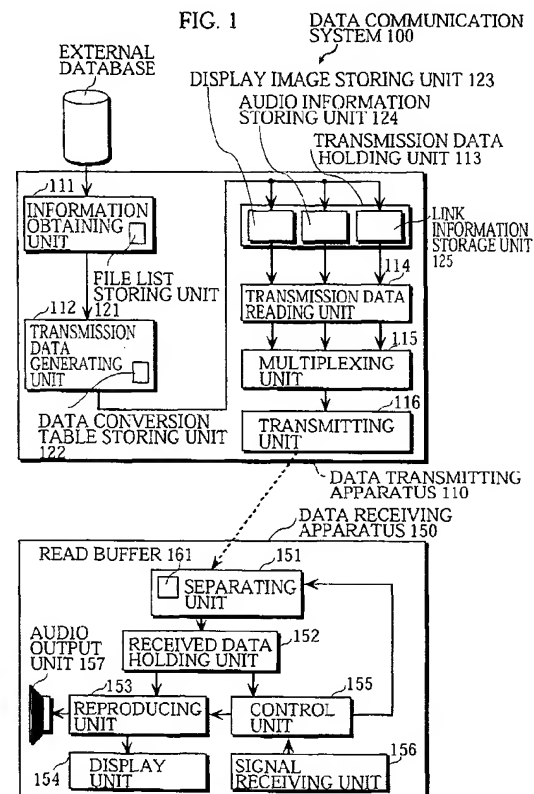 FIG. 1
DATA COMMUNICATION
SYSTEM 100
EXTERNAL
DATABASE
DISPLAY IMAGE STORING UNIT 123
AUDIO INFORMATION
STORING UNIT 124
TRANSMISSION DATA
HOLDING UNIT 113
111
INFORMATION
OBTAINING
UNIT
LINK
INFORMATION
STORAGE UNIT
125
FILE LIST
STORING UNIT
121
114
TRANSMISSION DATA
READING UNIT
112
TRANSMISSION
DATA
GENERATING
UNIT
115
MULTIPLEXING
UNIT
116
TRANSMITTING
UNIT
DATA CONVERSION
TABLE STORING UNIT
122
DATA TRANSMITTING
APPARATUS 110
DATA RECEIVING
APPARATUS 150
READ BUFFER 161
151
SEPARATING
UNIT
152
RECEIVED DATA
HOLDING UNIT
AUDIO
OUTPUT
UNIT 157
153
REPRODUCING
UNIT
155
CONTROL
UNIT
154
DISPLAY
UNIT
156
SIGNAL
RECEIVING UNIT